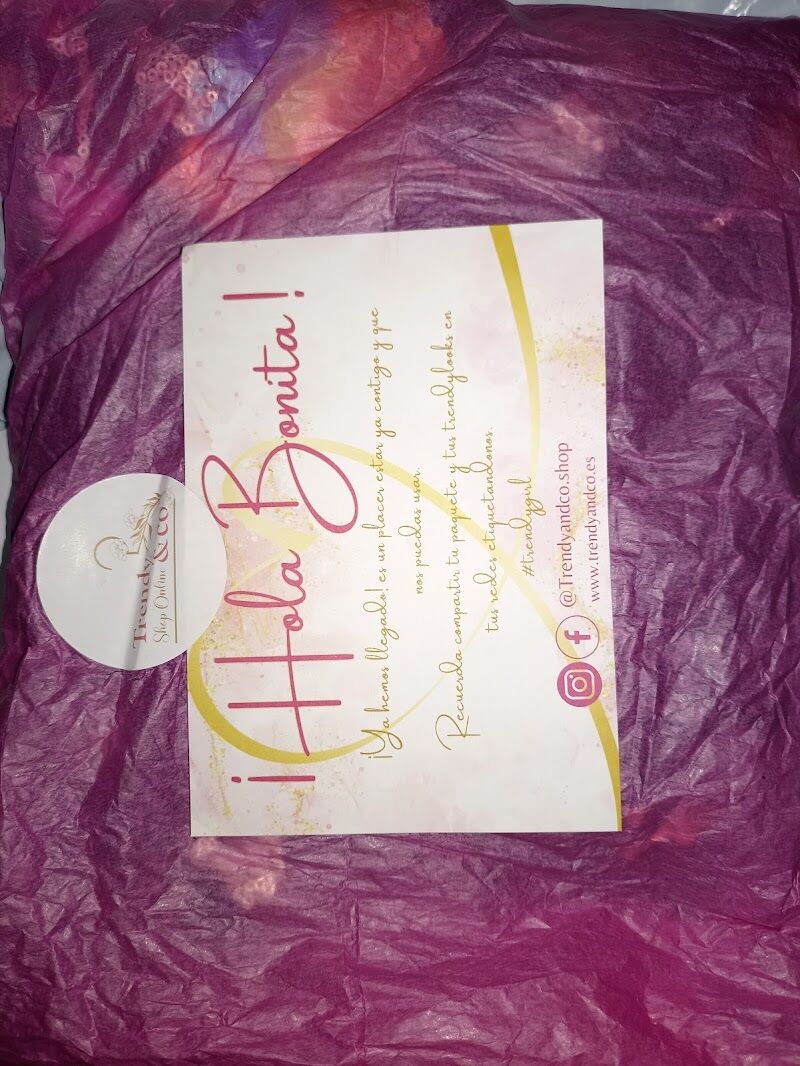 Trendy
& Co
Shop Online
¡Hola Bonita!
¡Ya hemos llegado! es un placer estar ya contigo y que
nos puedas usar.
Recuerda compartir tu paquete y tus trendylooks en
tus redes etiquetandonos.
#trendygirl
@Trendyandco.shop
www.trendyandco.es